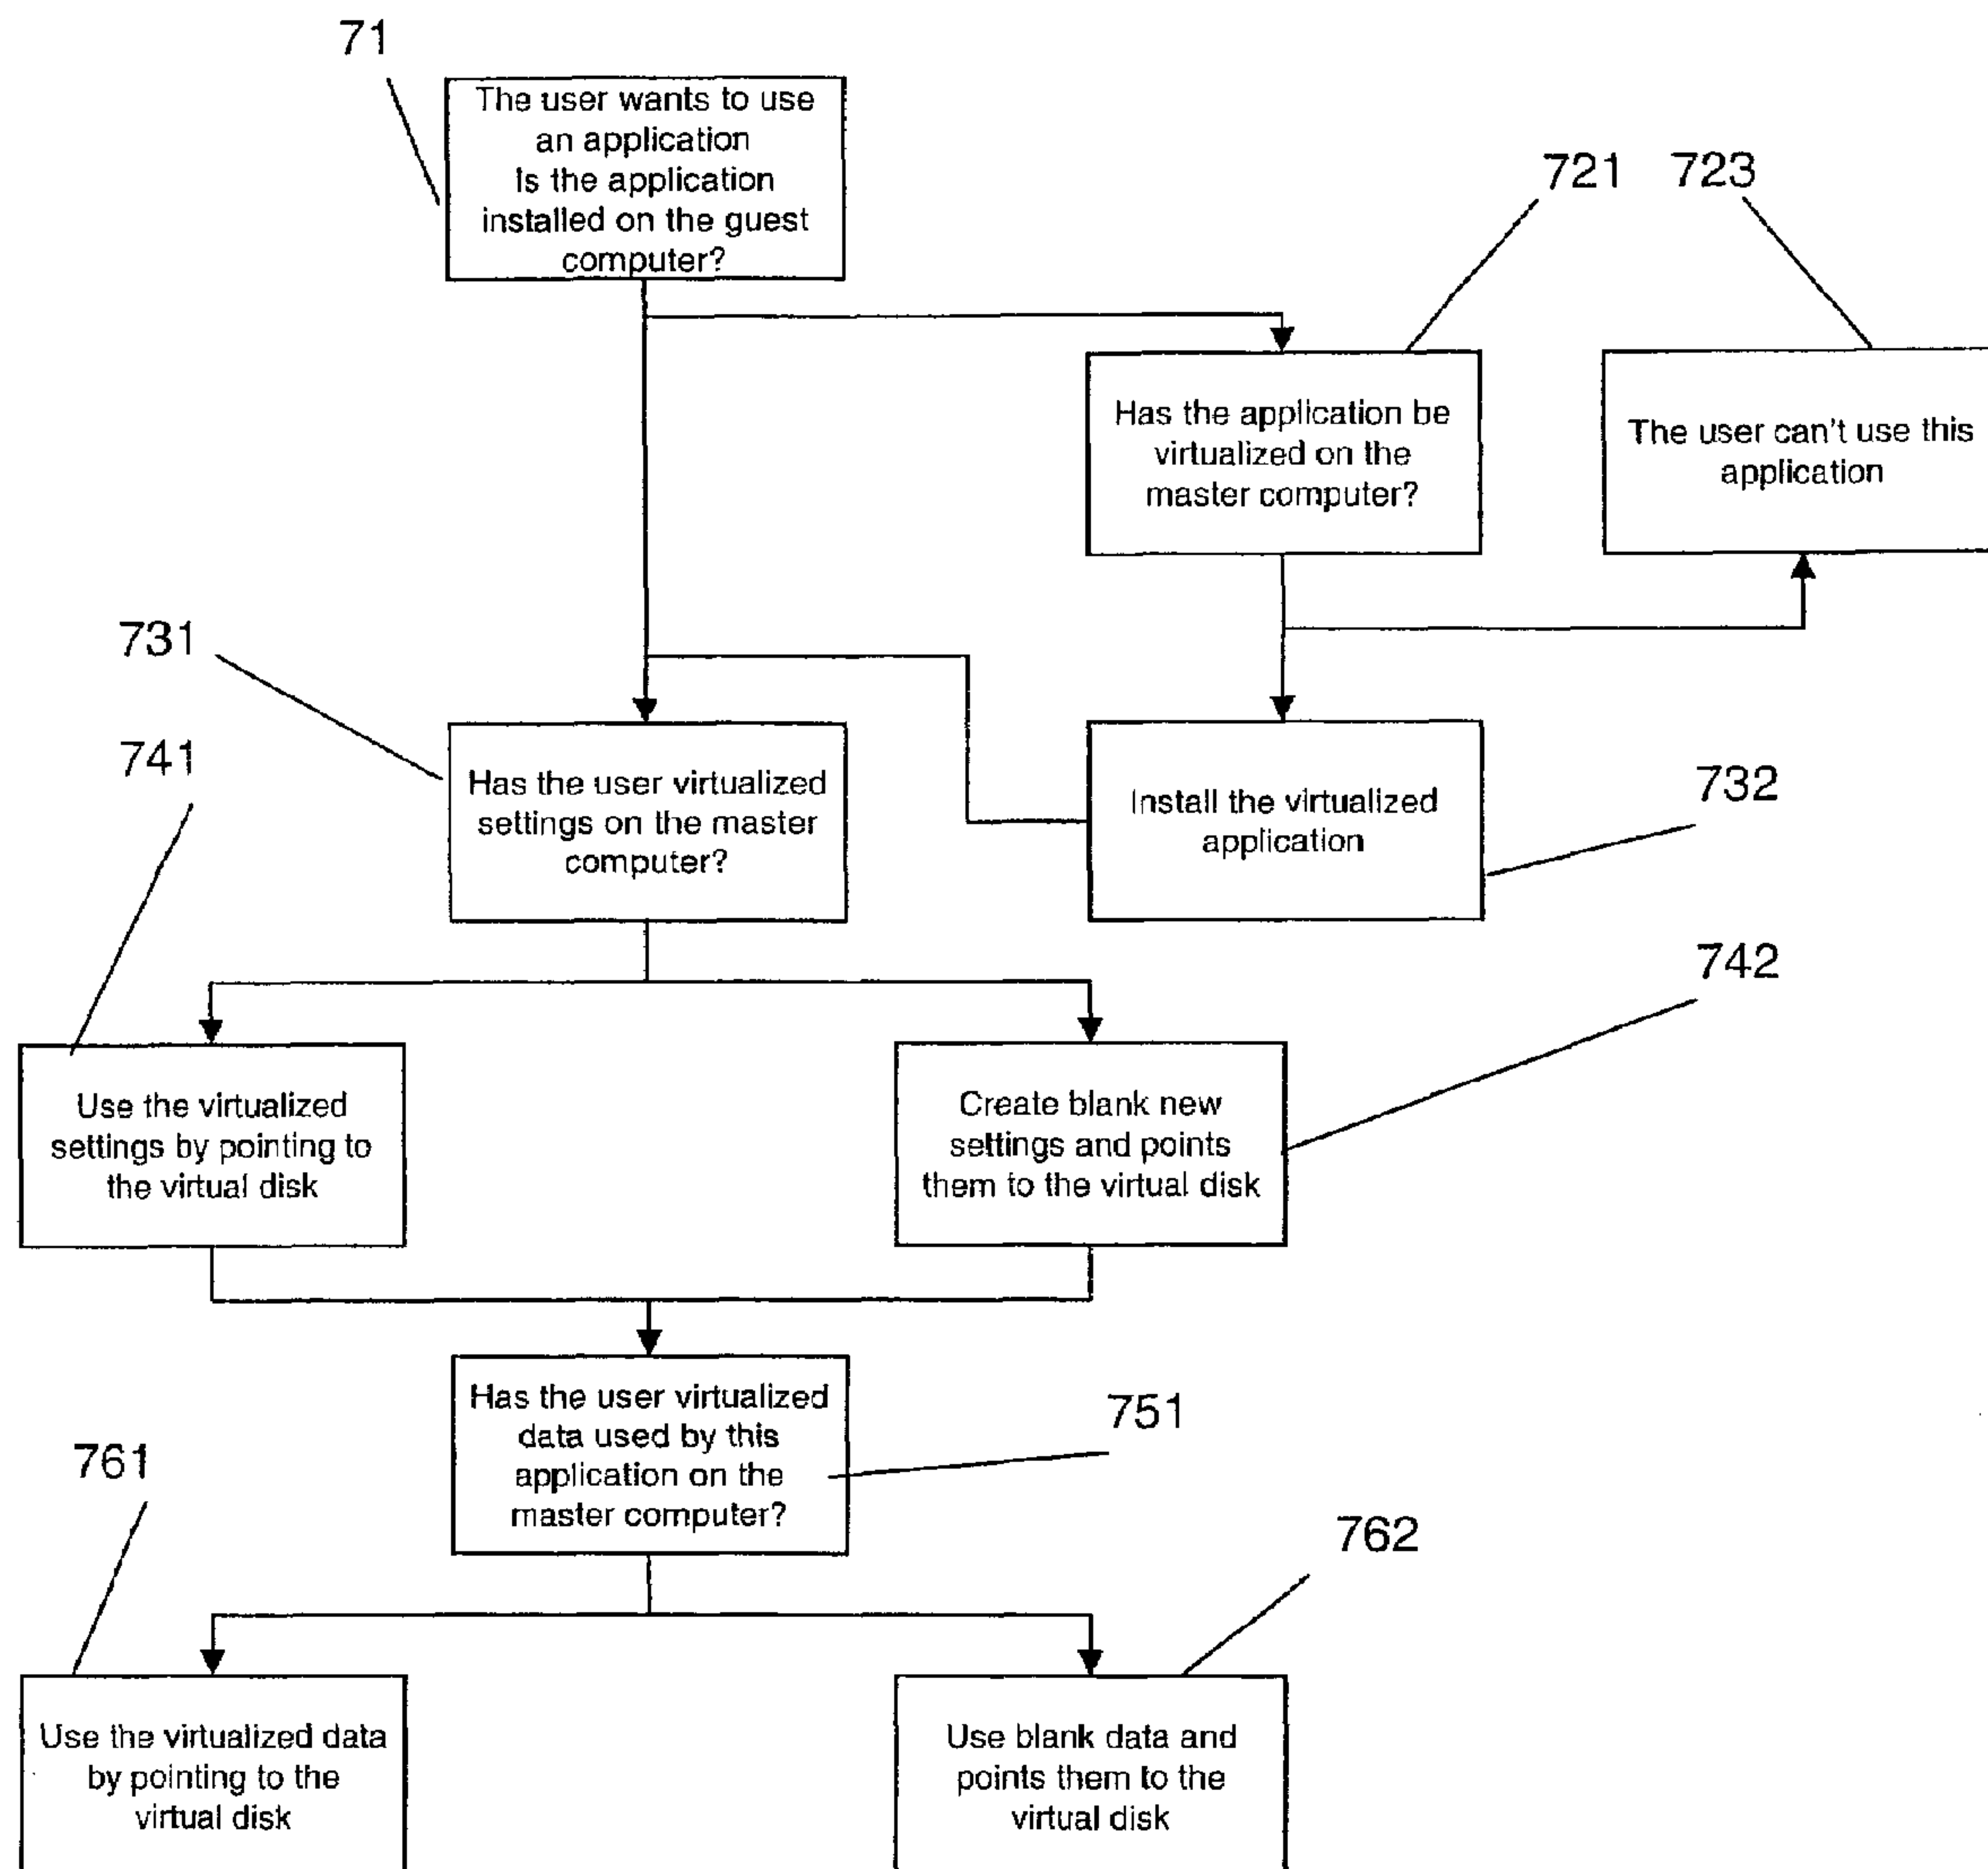 71
The user wants to use
an application
Is the application
installed on the guest
computer?
721
723
Has the application be
virtualized on the
master computer?
The user can't use this
application
731
Has the user virtualized
settings on the master
computer?
Install the virtualized
application
732
741
742
Use the virtualized
settings by pointing to
the virtual disk
Create blank new
settings and points
them to the virtual disk
Has the user virtualized
data used by this
application on the
master computer?
751
761
762
Use the virtualized data
by pointing to the
virtual disk
Use blank data and
points them to the
virtual disk